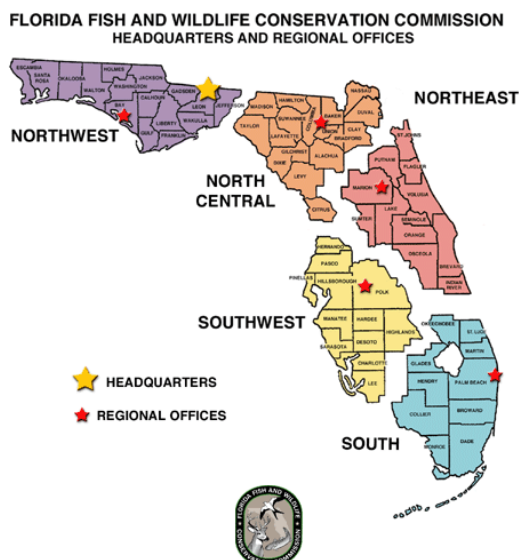 FLORIDA FISH AND WILDLIFE CONSERVATION COMMISSION
HEADQUARTERS AND REGIONAL OFFICES
NORTHWEST
ESCAMBIA
SANTA ROSA
OKALOOSA
WALTON
HOLMES
WASHINGTON
JACKSON
BAY
CALHOUN
GULF
LIBERTY
GADSDEN
FRANKLIN
LEON
WAKULLA
JEFFERSON
NORTH
CENTRAL
MADISON
HAMILTON
TAYLOR
SUWANNEE
LAFAYETTE
DIXIE
GILCHRIST
LEVY
CITRUS
ALACHUA
UNION
BRADFORD
BAKER
NASSAU
DUVAL
CLAY
NORTHEAST
ST. JOHNS
PUTNAM
FLAGLER
MARION
VOLUSIA
LAKE
SUMTER
SEMINOLE
ORANGE
OSCEOLA
BREVARD
INDIAN
RIVER
SOUTHWEST
HERNANDO
PASCO
PINELLAS
HILLSBOROUGH
POLK
MANATEE
HARDEE
HIGHLANDS
SARASOTA
DESOTO
CHARLOTTE
LEE
SOUTH
OKEECHOBEE
ST. LUCIE
MARTIN
GLADES
HENDRY
PALM BEACH
COLLIER
BROWARD
MONROE
DADE
HEADQUARTERS
REGIONAL OFFICES
FLORIDA FISH AND WILDLIFE